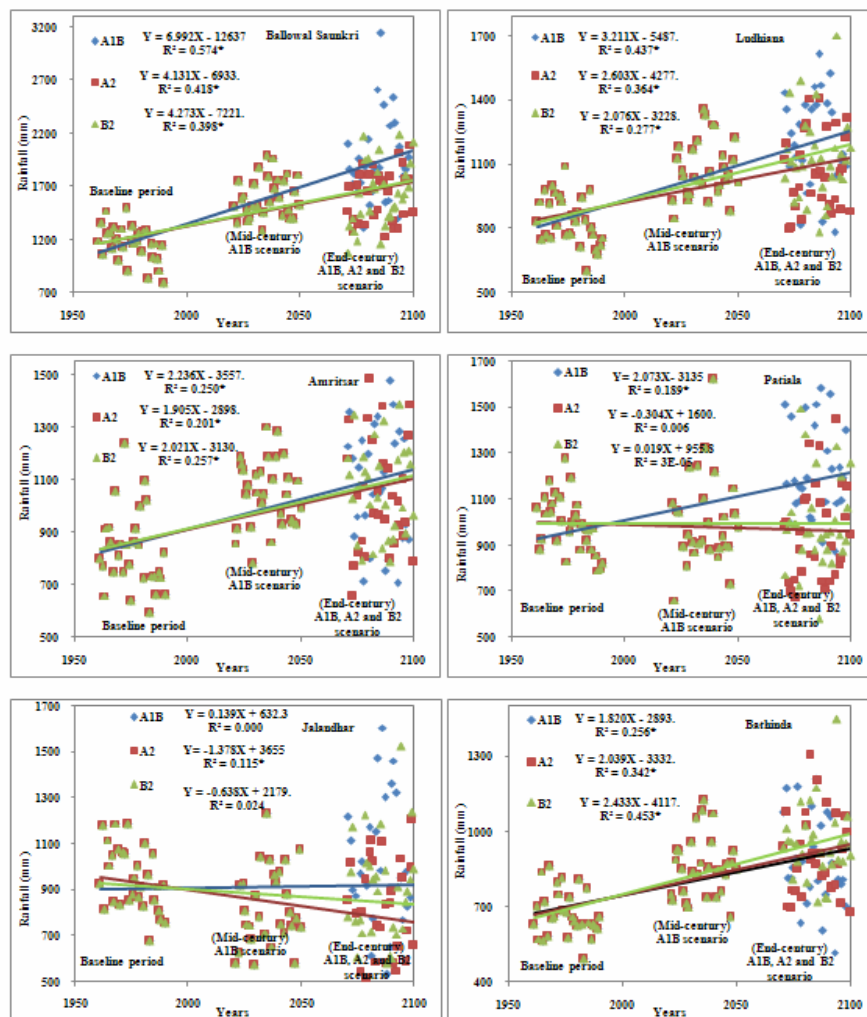 3200
2700
2200
1700
1200
700
Rainfall (mm)
A1B
Y = 6.992X - 12637
R² = 0.574*
A2
Y = 4.131X - 6933.
R² = 0.418*
B2
Y = 4.273X - 7221.
R² = 0.398*
Ballowal Saunkri
Baseline period
(Mid-century)
A1B scenario
(End-century)
A1B, A2 and B2
scenario
1950 2000 2050 2100
Years
1700
1400
1100
800
500
Rainfall (mm)
A1B
Y = 3.211X - 5487.
R² = 0.437*
A2
Y = 2.603X - 4277.
R² = 0.364*
B2
Y = 2.076X - 3228.
R² = 0.277*
Ludhiana
Baseline period
(Mid-century)
A1B scenario
(End-century)
A1B, A2 and B2
scenario
1950 2000 2050 2100
Years
1500
1300
1100
900
700
500
Rainfall (mm)
A1B
Y = 2.236X - 3557.
R² = 0.250*
A2
Y = 1.905X - 2898.
R² = 0.201*
B2
Y = 2.021X - 3130.
R² = 0.257*
Amritsar
Baseline period
(Mid-century)
A1B scenario
(End-century)
A1B, A2 and B2
scenario
1950 2000 2050 2100
Years
1700
1500
1300
1100
900
700
500
Rainfall (mm)
A1B
Y = 2.073X- 3135
R² = 0.189*
A2
Y = -0.304X + 1600.
R² = 0.006
B2
Y = 0.019X + 955.8
R² = 3E-05
Patiala
Baseline period
(Mid-century)
A1B scenario
(End-century)
A1B, A2 and B2
scenario
1950 2000 2050 2100
Years
1700
1500
1300
1100
900
700
500
Rainfall (mm)
A1B
Y = 0.139X + 632.3
R² = 0.000
A2
Y = -1.378X + 3655
R² = 0.115*
B2
Y = -0.638X + 2179.
R² = 0.024
Jalandhar
Baseline period
(Mid-century)
A1B scenario
(End-century)
A1B, A2 and B2
scenario
1950 2000 2050 2100
Years
1300
1000
700
400
Rainfall (mm)
A1B
Y = 1.820X - 2893.
R² = 0.256*
A2
Y = 2.039X - 3332.
R² = 0.342*
B2
Y = 2.433X - 4117.
R² = 0.453*
Bathinda
Baseline period
(Mid-century)
A1B scenario
(End-century)
A1B, A2 and B2
scenario
1950 2000 2050 2100
Years